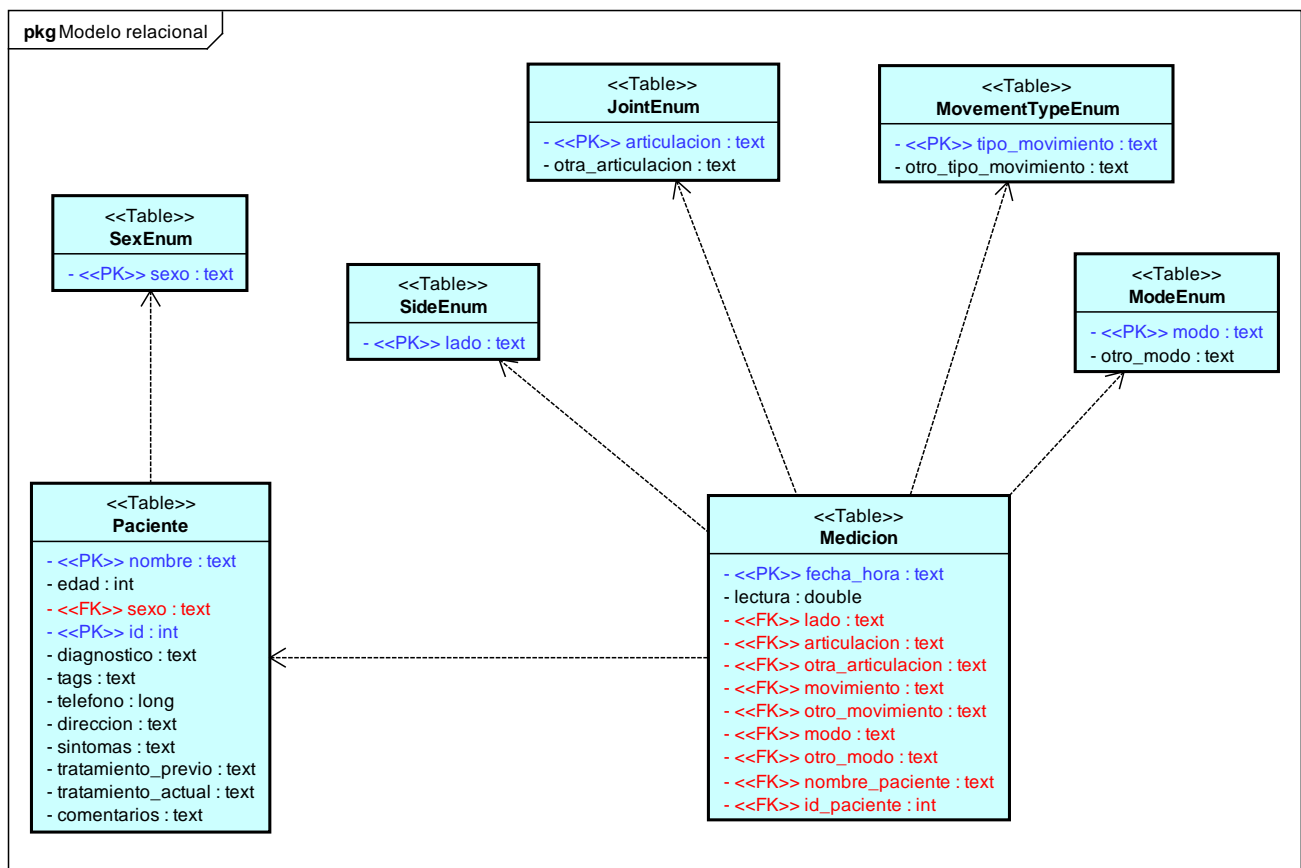 pkg Modelo relacional
<<Table>>
JointEnum
- <<PK>> articulacion : text
- otra_articulacion : text
<<Table>>
MovementTypeEnum
- <<PK>> tipo_movimiento : text
- otro_tipo_movimiento : text
<<Table>>
SexEnum
- <<PK>> sexo : text
<<Table>>
SideEnum
- <<PK>> lado : text
<<Table>>
ModeEnum
- <<PK>> modo : text
- otro_modo : text
<<Table>>
Paciente
- <<PK>> nombre : text
- edad : int
- <<FK>> sexo : text
- <<PK>> id : int
- diagnostico : text
- tags : text
- telefono : long
- direccion : text
- sintomas : text
- tratamiento_previo : text
- tratamiento_actual : text
- comentarios : text
<<Table>>
Medicion
- <<PK>> fecha_hora : text
- lectura : double
- <<FK>> lado : text
- <<FK>> articulacion : text
- <<FK>> otra_articulacion : text
- <<FK>> movimiento : text
- <<FK>> otro_movimiento : text
- <<FK>> modo : text
- <<FK>> otro_modo : text
- <<FK>> nombre_paciente : text
- <<FK>> id_paciente : int